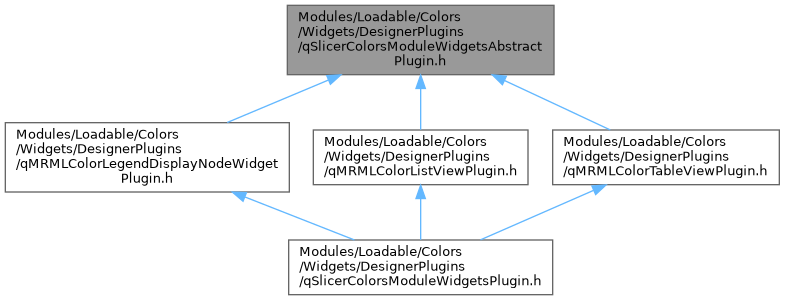 Modules/Loadable/Colors
/Widgets/DesignerPlugins
/qSlicerColorsModuleWidgetsAbstract
Plugin.h
Modules/Loadable/Colors
/Widgets/DesignerPlugins
/qMRMLColorLegendDisplayNodeWidget
Plugin.h
Modules/Loadable/Colors
/Widgets/DesignerPlugins
/qMRMLColorListViewPlugin.h
Modules/Loadable/Colors
/Widgets/DesignerPlugins
/qMRMLColorTableViewPlugin.h
Modules/Loadable/Colors
/Widgets/DesignerPlugins
/qSlicerColorsModuleWidgetsPlugin.h